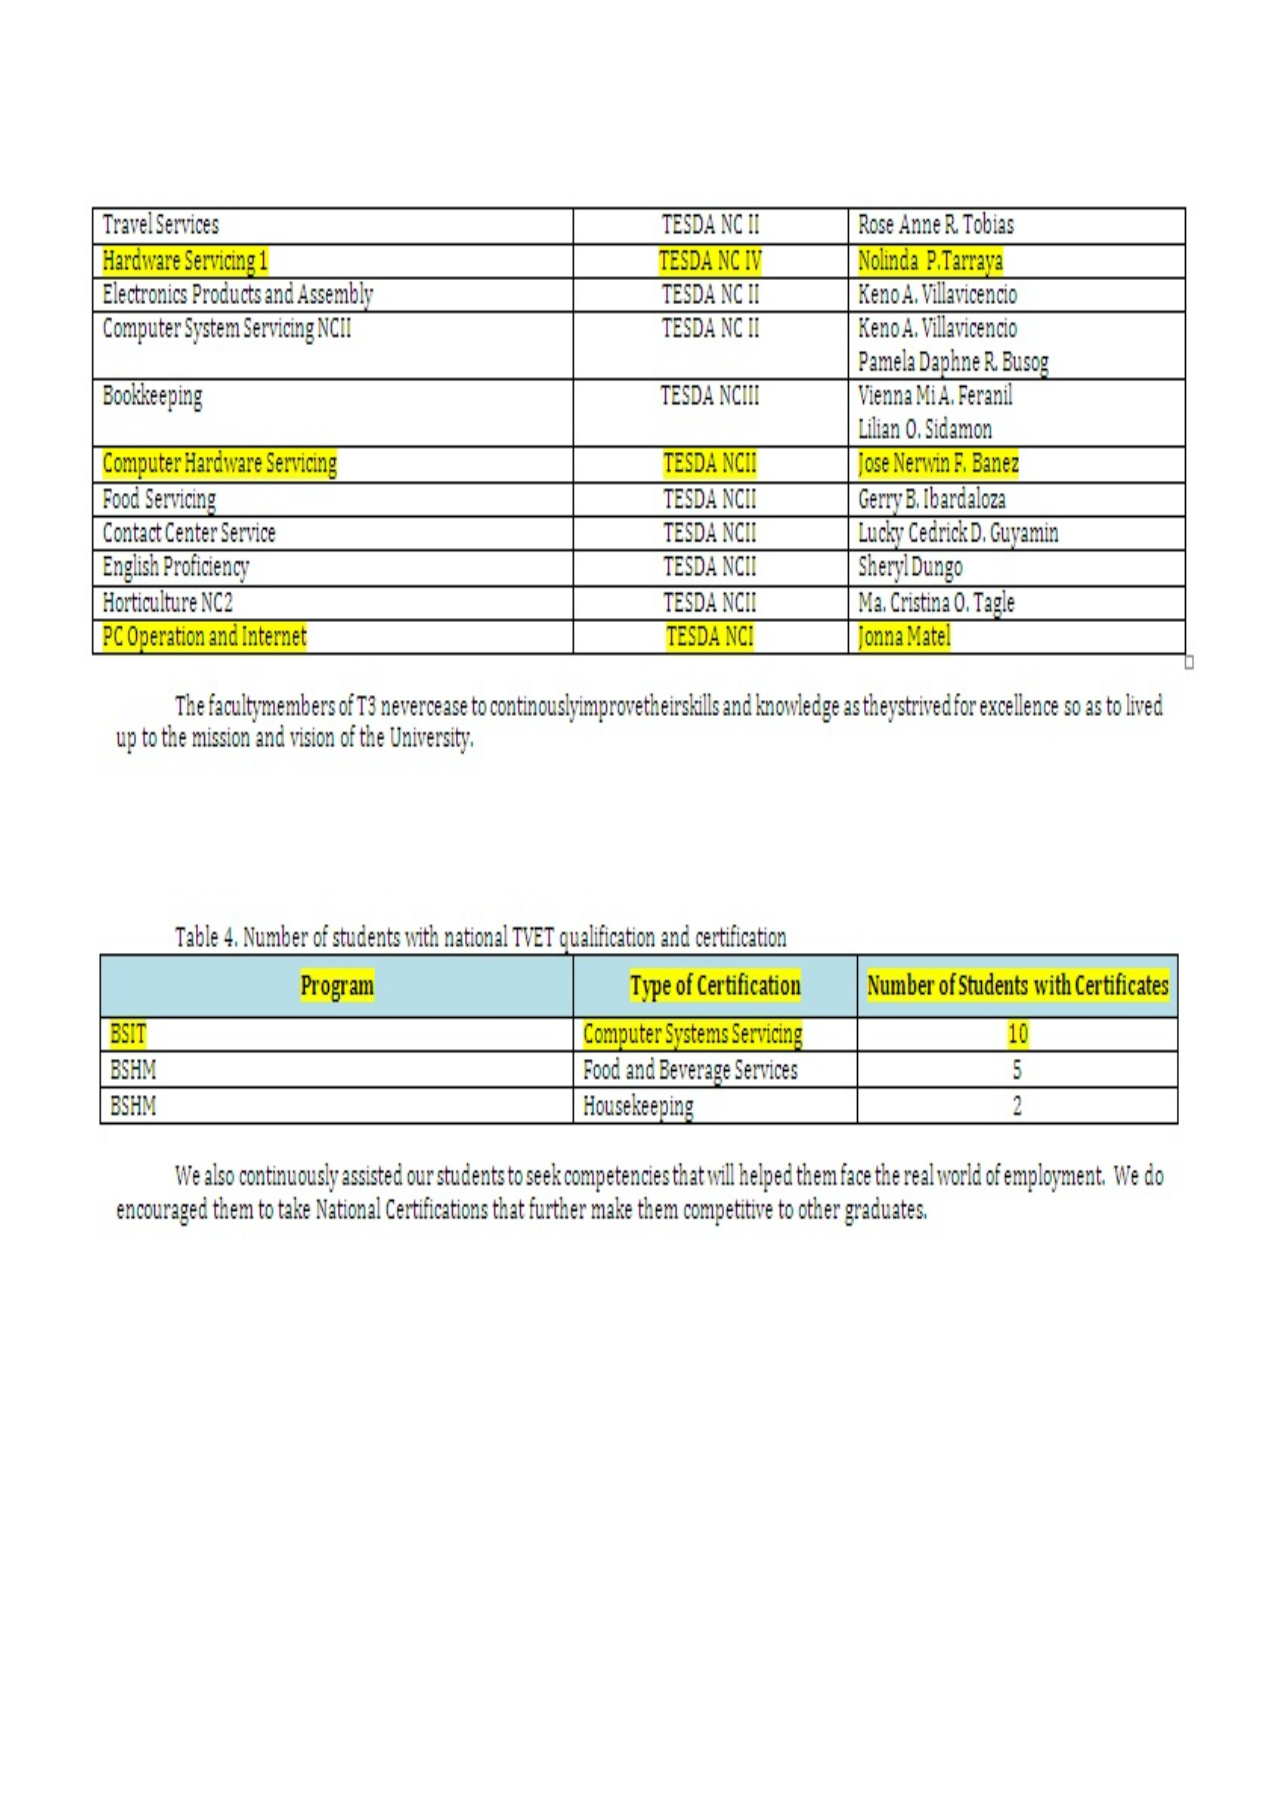 Travel Services TESDA NC II Rose Anne R. Tobias
Hardware Servicing 1 TESDA NC IV Nolinda P.Tarraya
Electronics Products and Assembly TESDA NC II Keno A. Villavicencio
Computer System Servicing NCII TESDA NC II Keno A. Villavicencio
Pamela Daphne R. Busog
Bookkeeping TESDA NCIII Vienna Mi A. Feranil
Lilian O. Sidamon
Computer Hardware Servicing TESDA NCII Jose Nerwin F. Banez
Food Servicing TESDA NCII Gerry B. Ibardaloza
Contact Center Service TESDA NCII Lucky Cedrick D. Guyamin
English Proficiency TESDA NCII Sheryl Dungo
Horticulture NC2 TESDA NCII Ma. Cristina O. Tagle
PC Operation and Internet TESDA NCI Jonna Matel
The facultymembers of T3 nevercease to continouslyimprovetheirskills and knowledge as theystrived for excellence so as to lived
up to the mission and vision of the University.
Table 4. Number of students with national TVET qualification and certification
Program Type of Certification Number of Students with Certificates
BSIT Computer Systems Servicing 10
BSHM Food and Beverage Services 5
BSHM Housekeeping 2
We also continuously assisted our students to seek competencies that will helped them face the real world of employment. We do
encouraged them to take National Certifications that further make them competitive to other graduates.